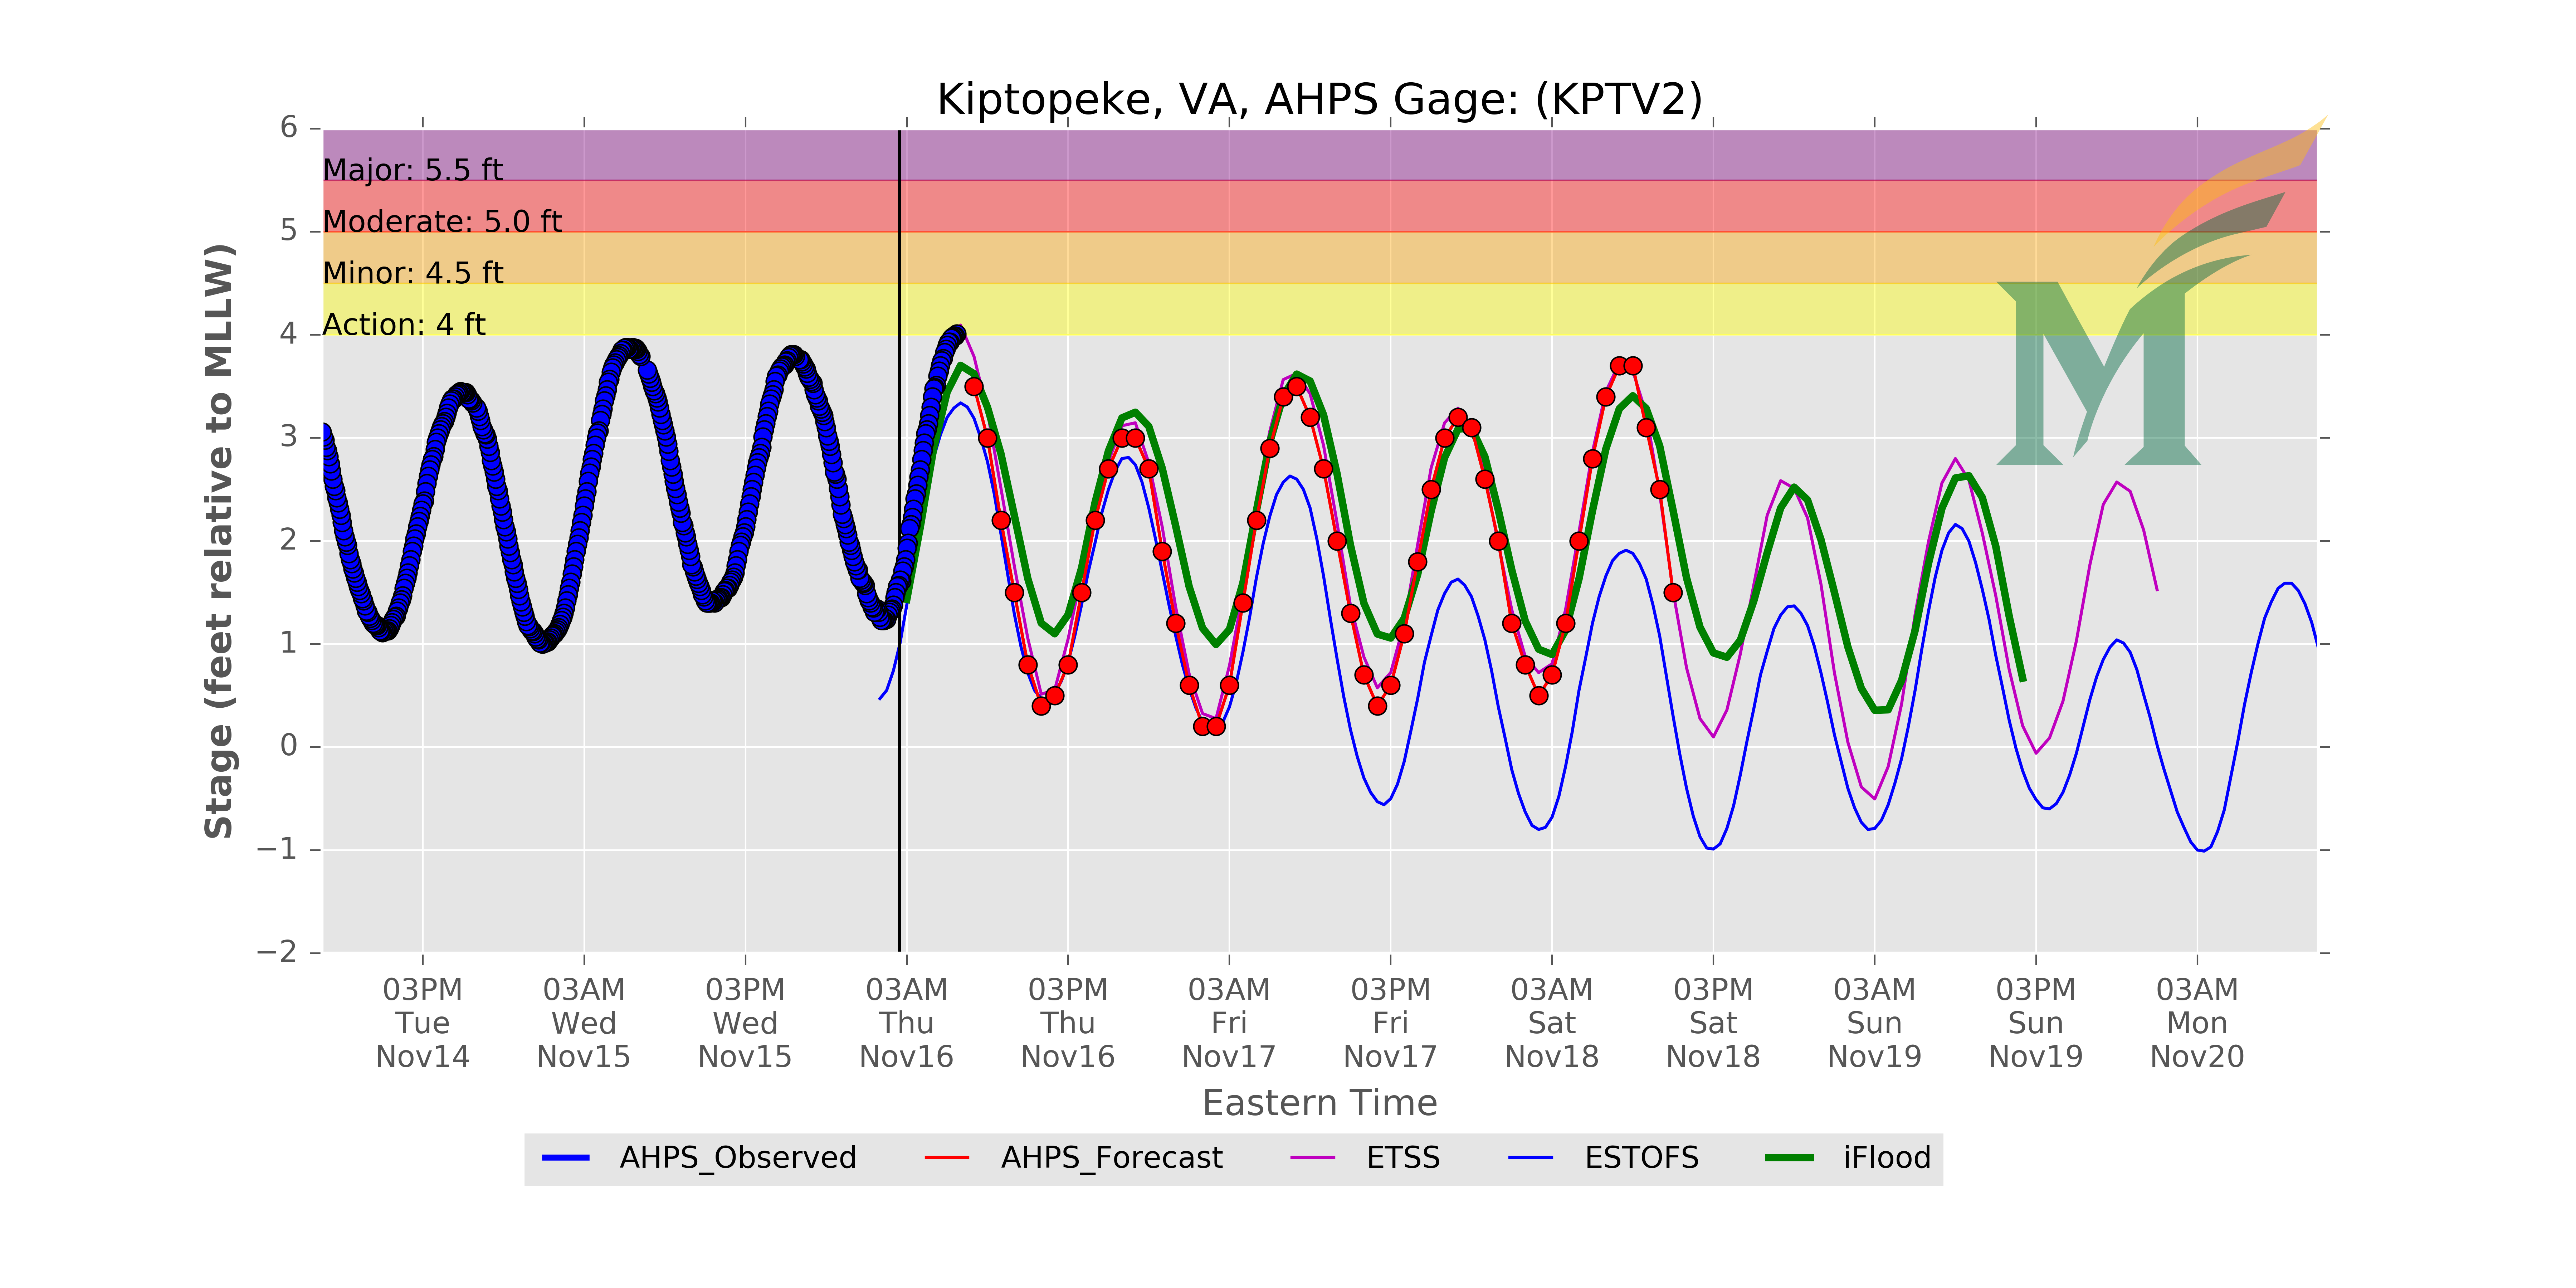 Kiptopeke, VA, AHPS Gage: (KPTV2)
6
5
4
3
2
1
0
−1
−2
Stage (feet relative to MLLW)
Major: 5.5 ft
Moderate: 5.0 ft
Minor: 4.5 ft
Action: 4 ft
M
03PM 03AM 03PM 03AM 03PM 03AM 03PM 03AM 03PM 03AM 03PM 03AM
Tue Wed Wed Thu Thu Fri Fri Sat Sat Sun Sun Mon
Nov14 Nov15 Nov15 Nov16 Nov16 Nov17 Nov17 Nov18 Nov18 Nov19 Nov19 Nov20
Eastern Time
AHPS_Observed AHPS_Forecast ETSS ESTOFS iFlood